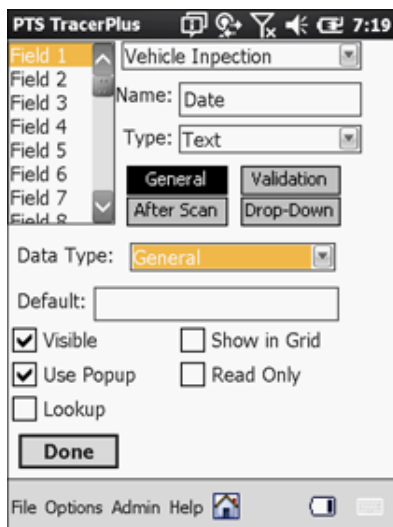 PTS TracerPlus 7:19
Field 1
Field 2
Field 3
Field 4
Field 5
Field 6
Field 7
Field 8
Vehicle Inpection
Name: Date
Type: Text
General Validation
After Scan Drop-Down
Data Type: General
Default:
Visible Show in Grid
Use Popup Read Only
Lookup
Done
File Options Admin Help